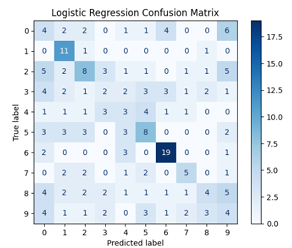 Logistic Regression Confusion Matrix
0 4 2 2 0 1 1 4 0 0 6
1 0 11 1 0 0 0 0 0 1 0
2 5 2 8 3 1 1 0 1 1 5
3 4 2 1 2 2 3 3 1 2 1
4 1 1 1 3 3 4 1 1 0 0
5 3 3 3 0 3 8 0 0 0 2
6 2 0 0 0 3 0 19 0 0 1
7 0 2 2 0 1 2 0 5 0 1
8 4 2 2 2 1 1 1 1 4 5
9 4 1 1 2 0 3 1 2 3 4
0 1 2 3 4 5 6 7 8 9
Predicted label
True label
17.5
15.0
12.5
10.0
7.5
5.0
2.5
0.0